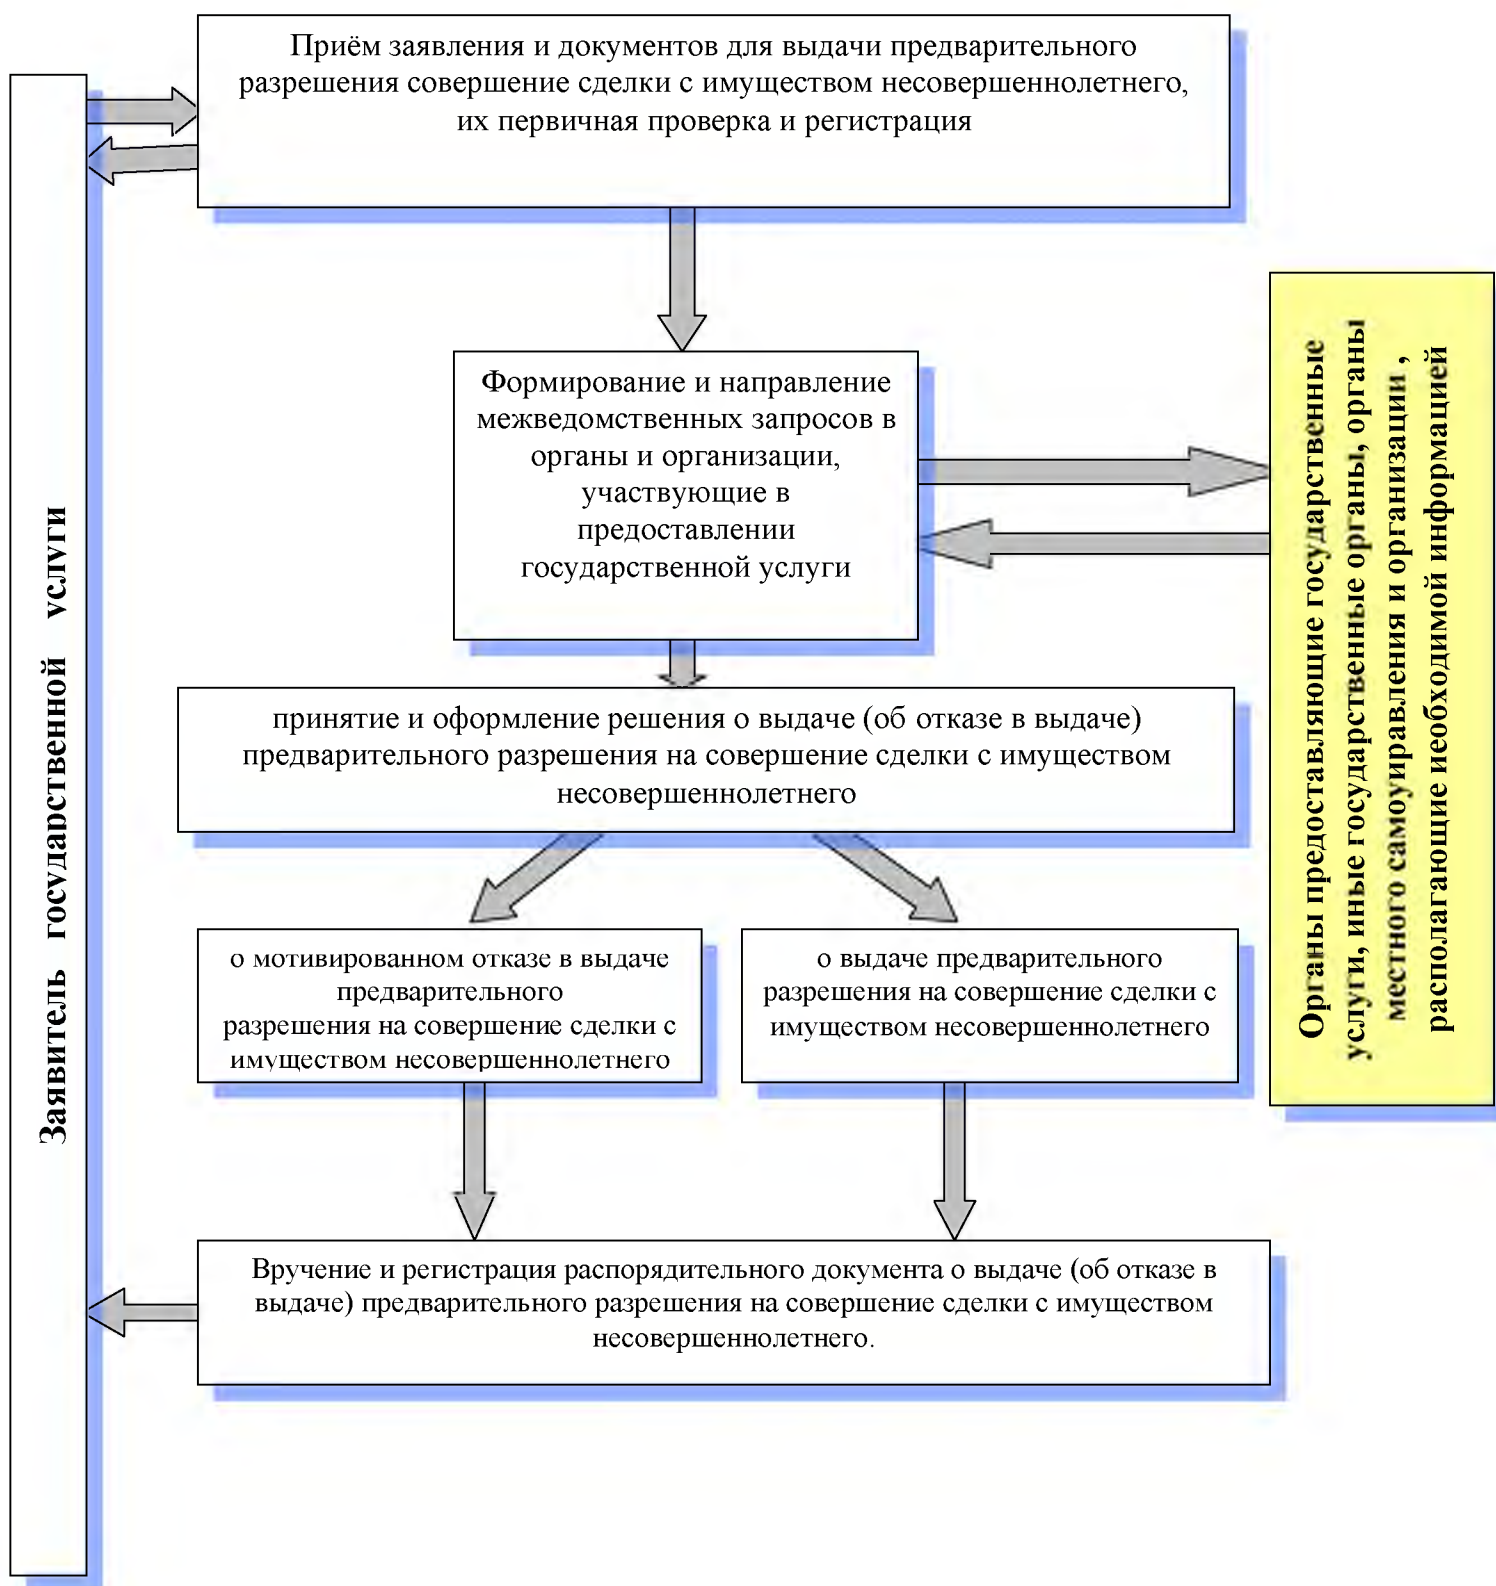 Приём заявления и документов для выдачи предварительного
разрешения совершение сделки с имуществом несовершеннолетнего,
их первичная проверка и регистрация
Заявитель государственной услуги
Формирование и направление
межведомственных запросов в
органы и организации,
участвующие в
предоставлении
государственной услуги
Органы предоставляющие государственные
услуги, иные государственные органы, органы
местного самоуиравления и организации ,
располагающие иеобходимой информацией
принятие и оформление решения о выдаче (об отказе в выдаче)
предварительного разрешения на совершение сделки с имуществом
несовершеннолетнего
о мотивированном отказе в выдаче
предварительного
разрешения на совершение сделки с
имуществом несовершеннолетнего
о выдаче предварительного
разрешения на совершение сделки с
имуществом несовершеннолетнего
Вручение и регистрация распорядительного документа о выдаче (об отказе в
выдаче) предварительного разрешения на совершение сделки с имуществом
несовершеннолетнего.